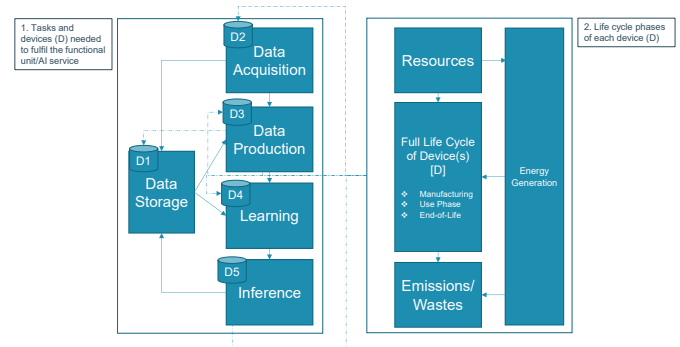 1. Tasks and
devices (D) needed
to fulfil the functional
unit/AI service
D2
Data
Acquisition
D3
Data
Production
D1
Data
Storage
D4
Learning
D5
Inference
2. Life cycle phases
of each device (D)
Resources
Full Life Cycle
of Device(s)
[D]
❖ Manufacturing
❖ Use Phase
❖ End-of-Life
Energy
Generation
Emissions/
Wastes